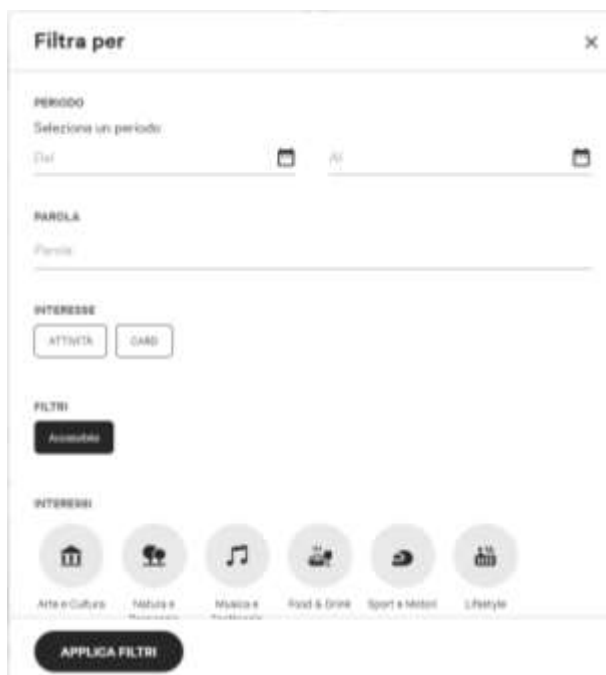 Filtra per
PERIODO
Seleziona un periodo
Dal
Al
PAROLA
Parola
INTERESSE
ATTIVITÀ
CARD
FILTRI
Accessibile
INTERESSI
Arte e Cultura
Natura e
Musica e
Food & Drink
Sport e Motori
Lifestyle
APPLICA FILTRI